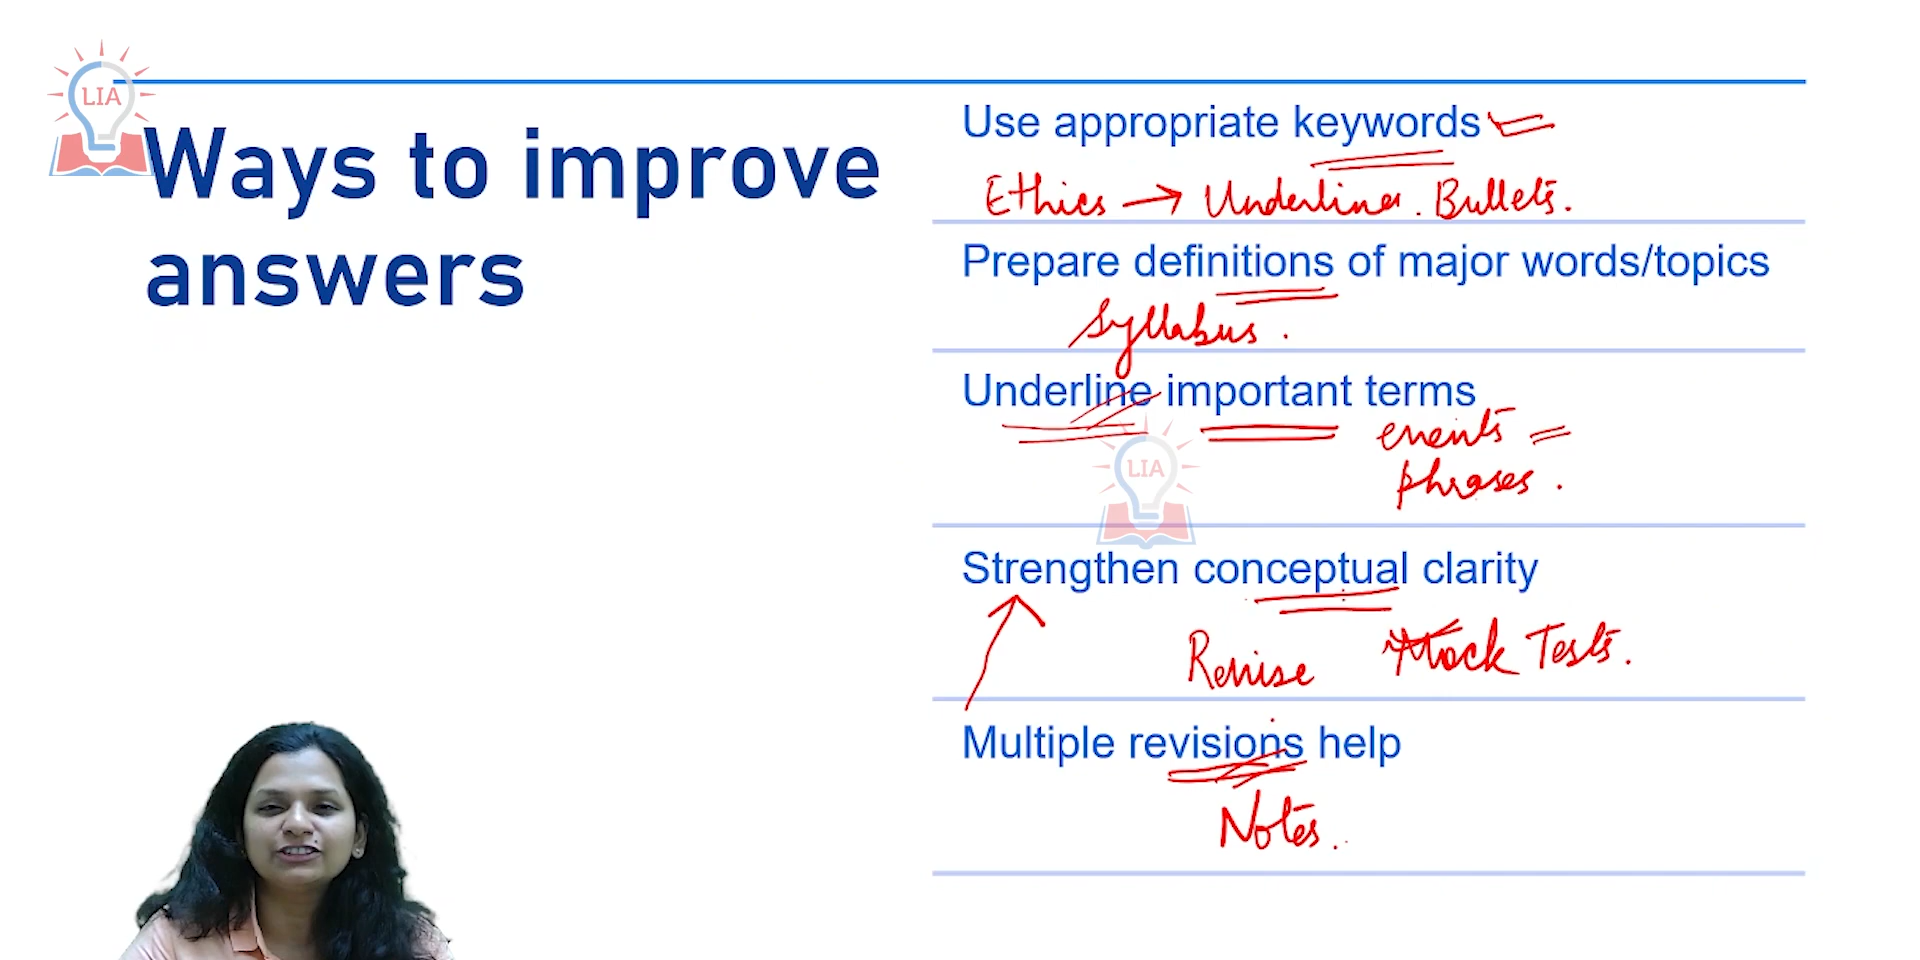 LIA
Ways to improve
answers
Use appropriate keywords
Ethics → Underline. Bullets.
Prepare definitions of major words/topics
Syllabus.
Underline important terms
events
phrases.
LIA
Strengthen conceptual clarity
Revise Mock Tests.
Multiple revisions help
Notes.